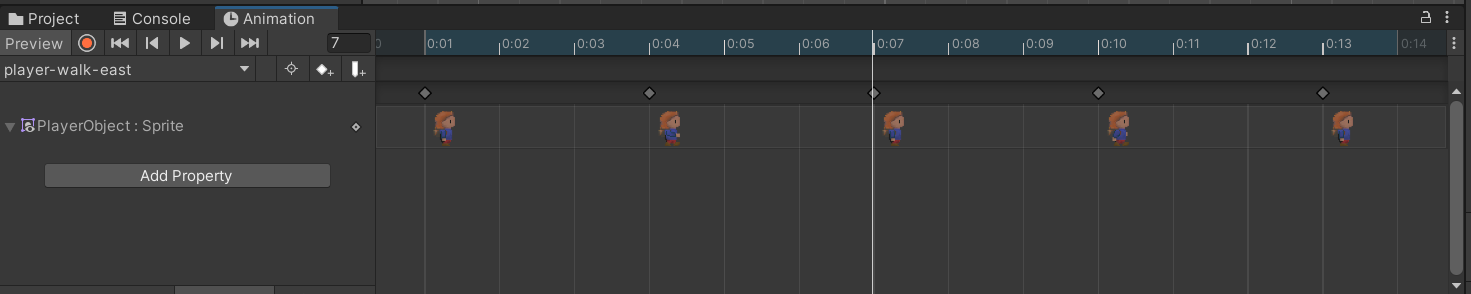 Project Console Animation
Preview 7 0 0:01 0:02 0:03 0:04 0:05 0:06 0:07 0:08 0:09 0:10 0:11 0:12 0:13 0:14
player-walk-east
PlayerObject : Sprite
Add Property